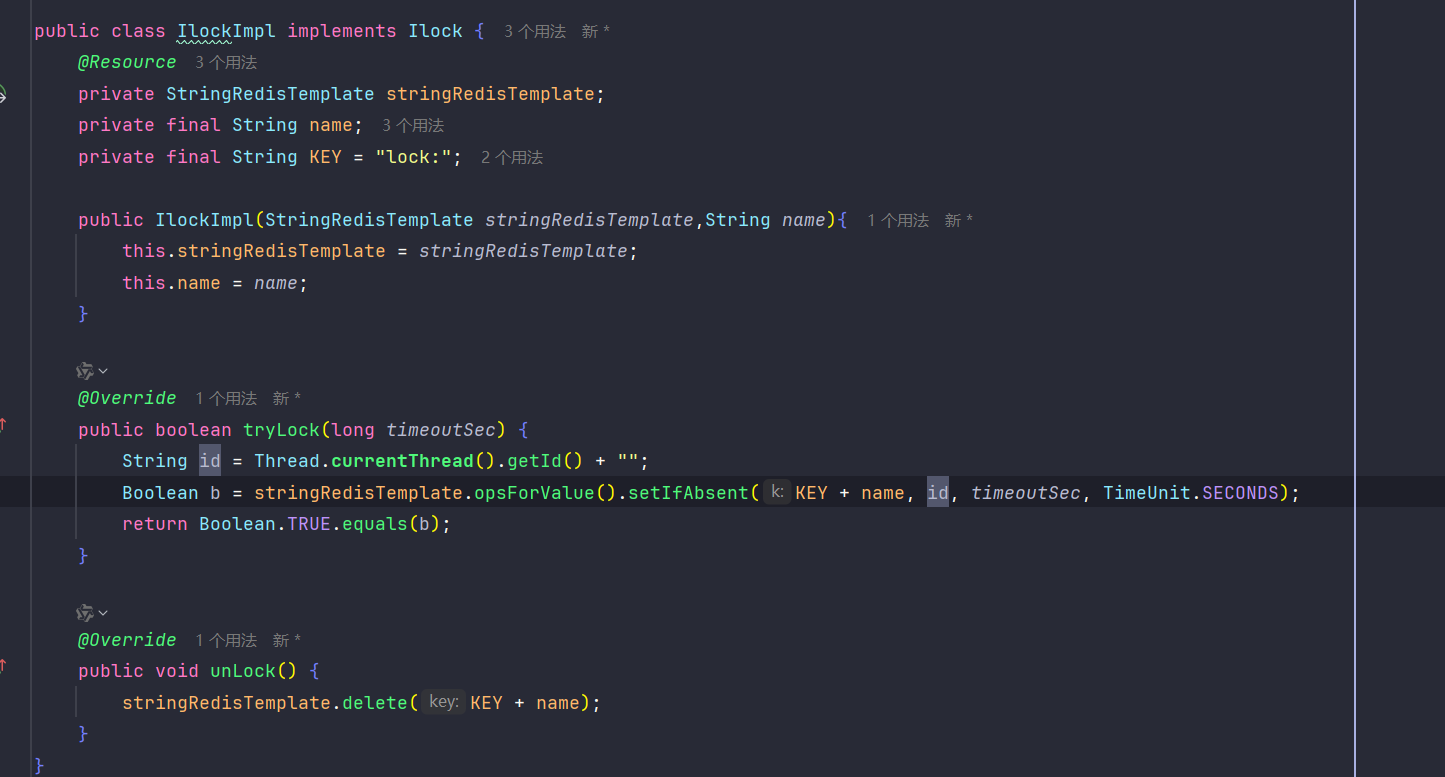 public class IlockImpl implements Ilock { 3 个用法 新 *
@Resource 3 个用法
private StringRedisTemplate stringRedisTemplate;
private final String name; 3 个用法
private final String KEY = "lock:"; 2 个用法
public IlockImpl(StringRedisTemplate stringRedisTemplate,String name){ 1 个用法 新 *
this.stringRedisTemplate = stringRedisTemplate;
this.name = name;
}
@Override 1 个用法 新 *
public boolean tryLock(long timeoutSec) {
String id = Thread.currentThread().getId() + "";
Boolean b = stringRedisTemplate.opsForValue().setIfAbsent( k: KEY + name, id, timeoutSec, TimeUnit.SECONDS);
return Boolean.TRUE.equals(b);
}
@Override 1 个用法 新 *
public void unLock() {
stringRedisTemplate.delete( key: KEY + name);
}
}